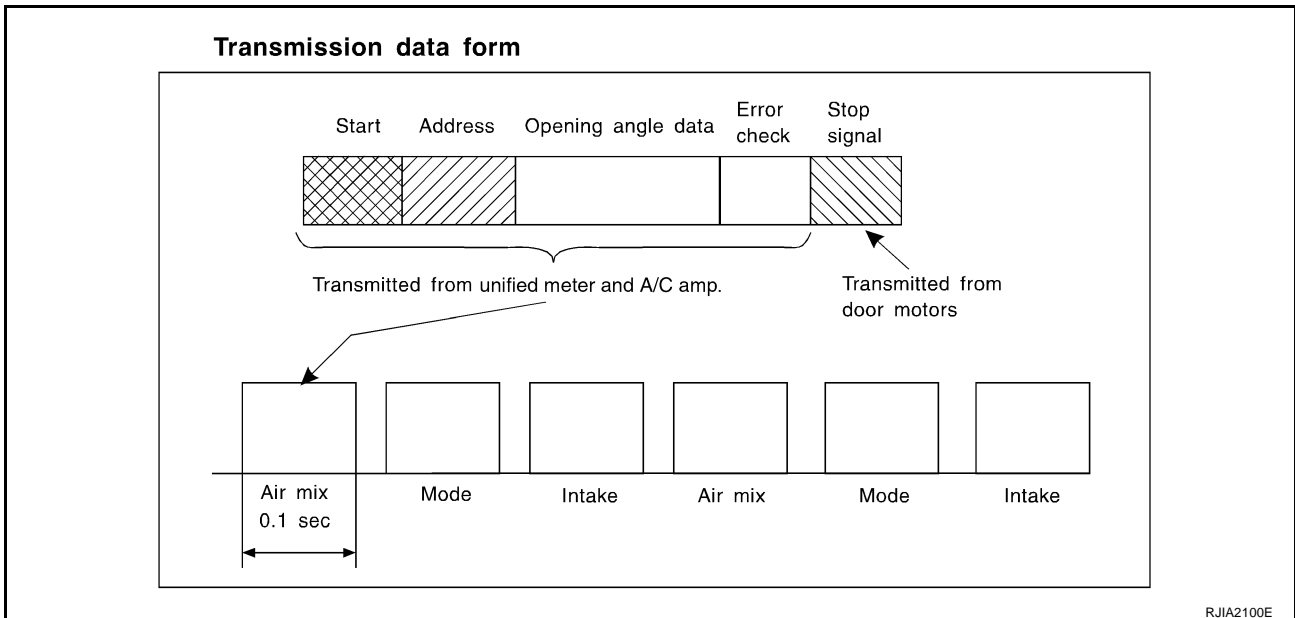 Transmission data form
Start Address Opening angle data Error check Stop signal
Transmitted from unified meter and A/C amp.
Transmitted from
door motors
Air mix Mode Intake Air mix Mode Intake
0.1 sec
RJIA2100E